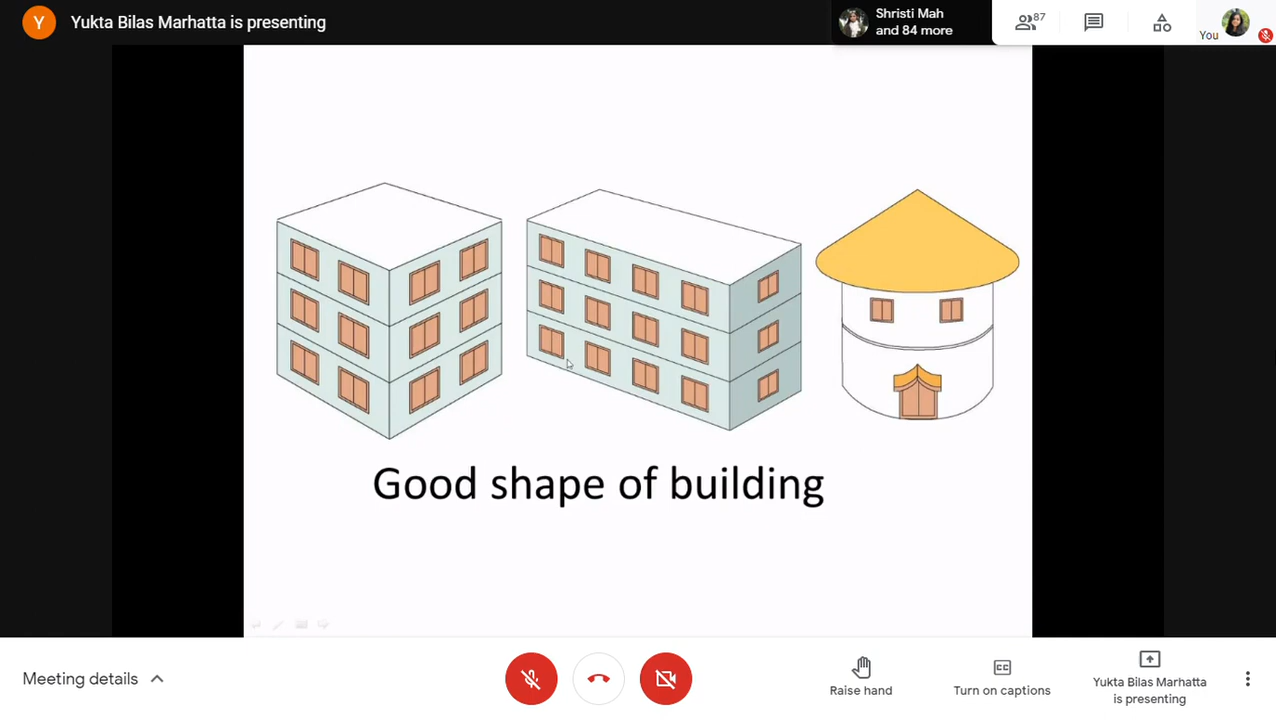 Y
Yukta Bilas Marhatta is presenting
Shristi Mah
and 84 more
87
You
Good shape of building
Meeting details
Raise hand
CC
Turn on captions
Yukta Bilas Marhatta
is presenting